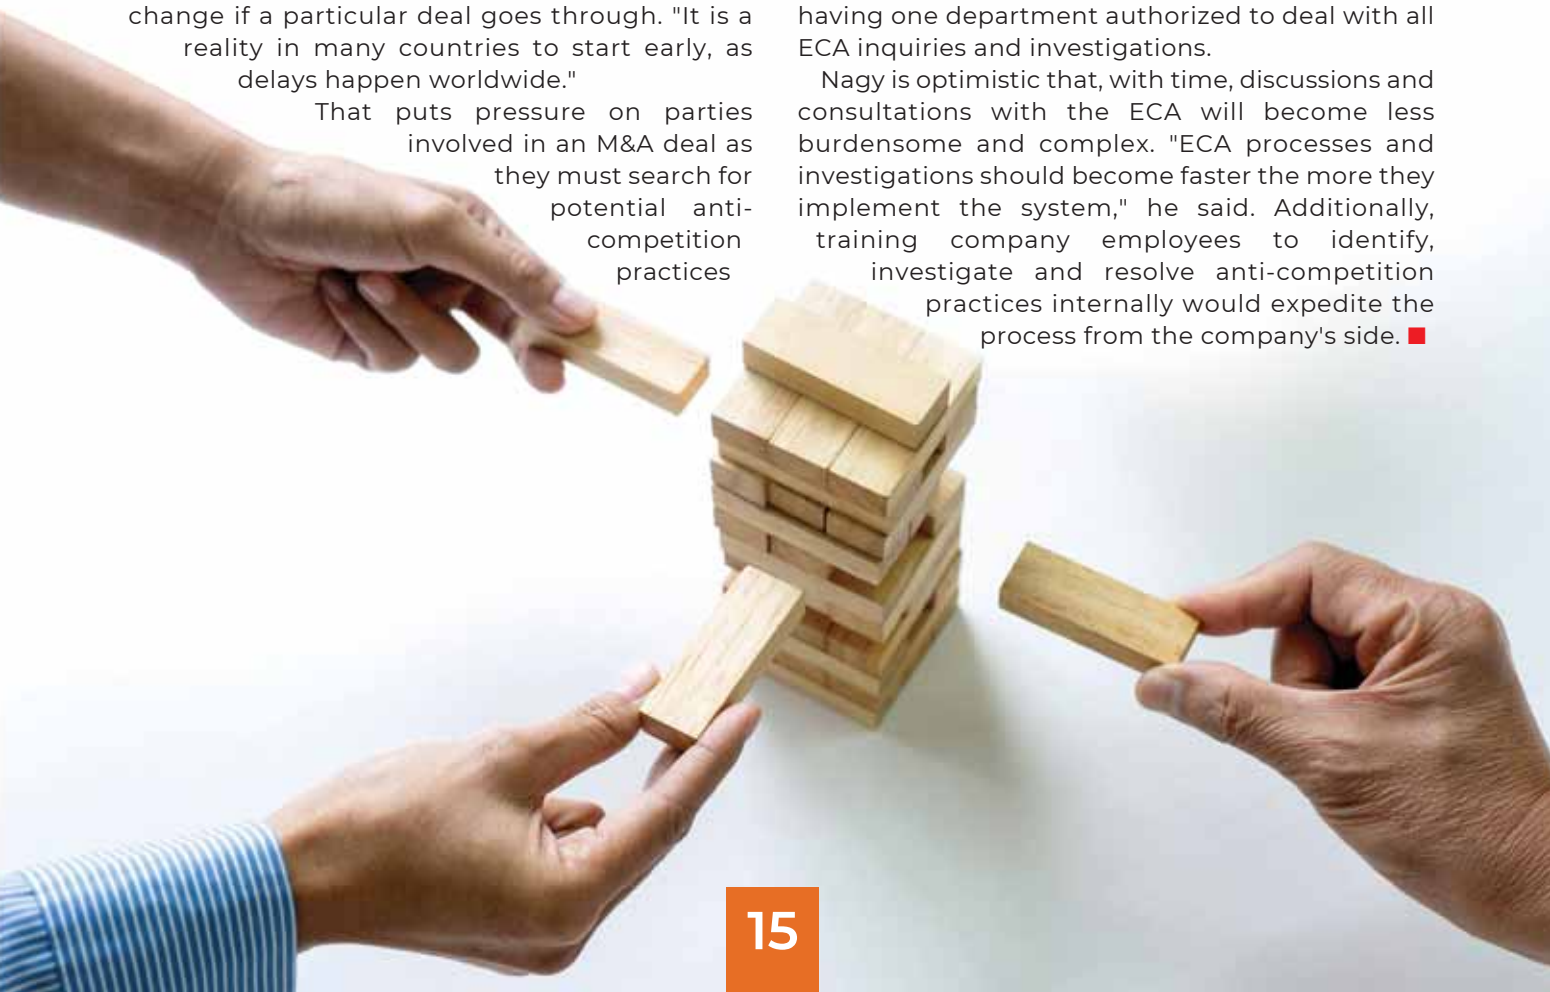 change if a particular deal goes through. "It is a
reality in many countries to start early, as
delays happen worldwide."
That puts pressure on parties
involved in an M&A deal as
they must search for
potential anti-
competition
practices
having one department authorized to deal with all
ECA inquiries and investigations.
Nagy is optimistic that, with time, discussions and
consultations with the ECA will become less
burdensome and complex. "ECA processes and
investigations should become faster the more they
implement the system," he said. Additionally,
training company employees to identify,
investigate and resolve anti-competition
practices internally would expedite the
process from the company's side.
15